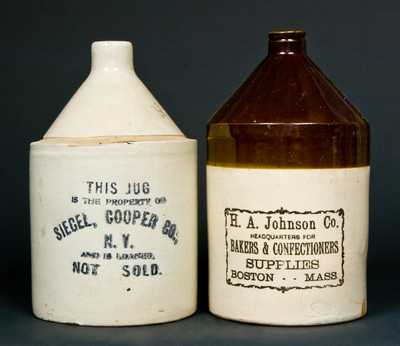 THIS JUG
IS THE PROPERTY OF
SIEGEL, COOPER CO.,
N.Y.
AND IS LOANED,
NOT SOLD.
H. A. Johnson Co.
HEADQUARTERS FOR
BAKERS & CONFECTIONERS
SUPPLIES
BOSTON - - MASS.